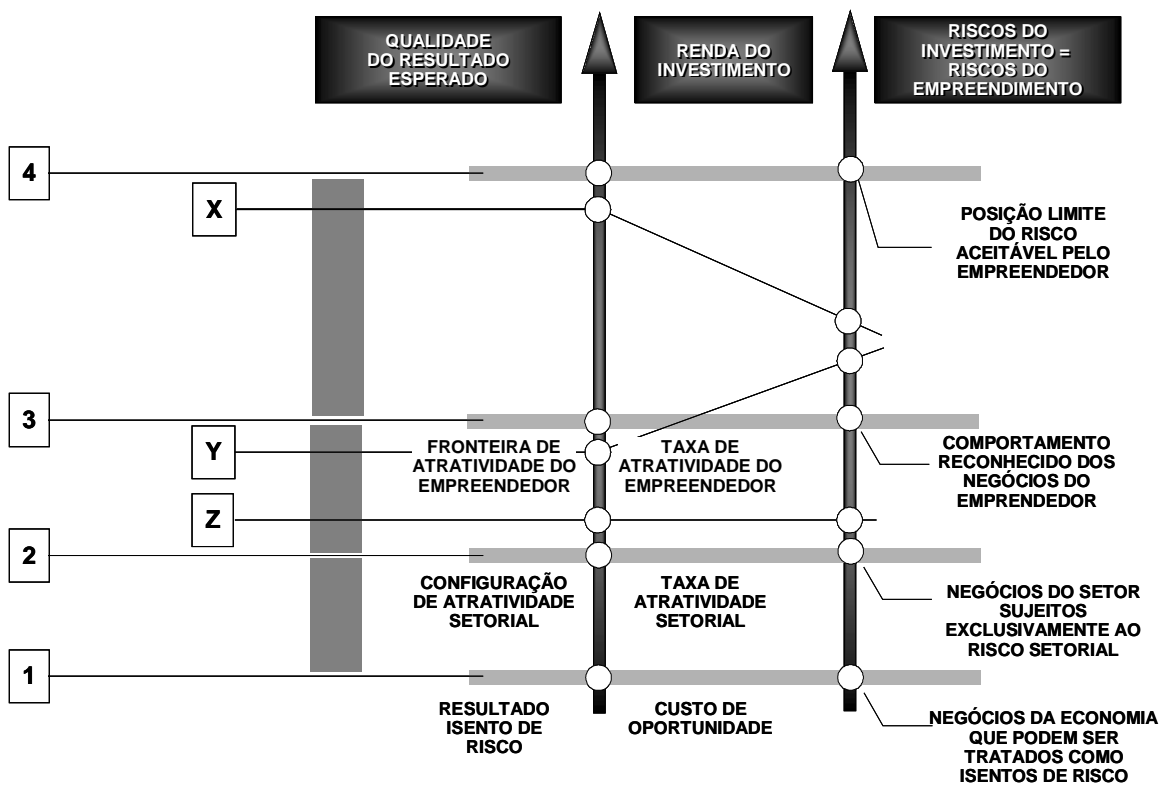 QUALIDADE
DO RESULTADO
ESPERADO
RENDA DO
INVESTIMENTO
RISCOS DO
INVESTIMENTO =
RISCOS DO
EMPREENDIMENTO
4
X
POSIÇÃO LIMITE
DO RISCO
ACEITÁVEL PELO
EMPREENDEDOR
3
Y
FRONTEIRA DE
ATRATIVIDADE DO
EMPREENDEDOR
TAXA DE
ATRATIVIDADE DO
EMPREENDEDOR
COMPORTAMENTO
RECONHECIDO DOS
NEGÓCIOS DO
EMPRENDEDOR
Z
2
CONFIGURAÇÃO
DE ATRATIVIDADE
SETORIAL
TAXA DE
ATRATIVIDADE
SETORIAL
NEGÓCIOS DO SETOR
SUJEITOS
EXCLUSIVAMENTE AO
RISCO SETORIAL
1
RESULTADO
ISENTO DE
RISCO
CUSTO DE
OPORTUNIDADE
NEGÓCIOS DA ECONOMIA
QUE PODEM SER
TRATADOS COMO
ISENTOS DE RISCO